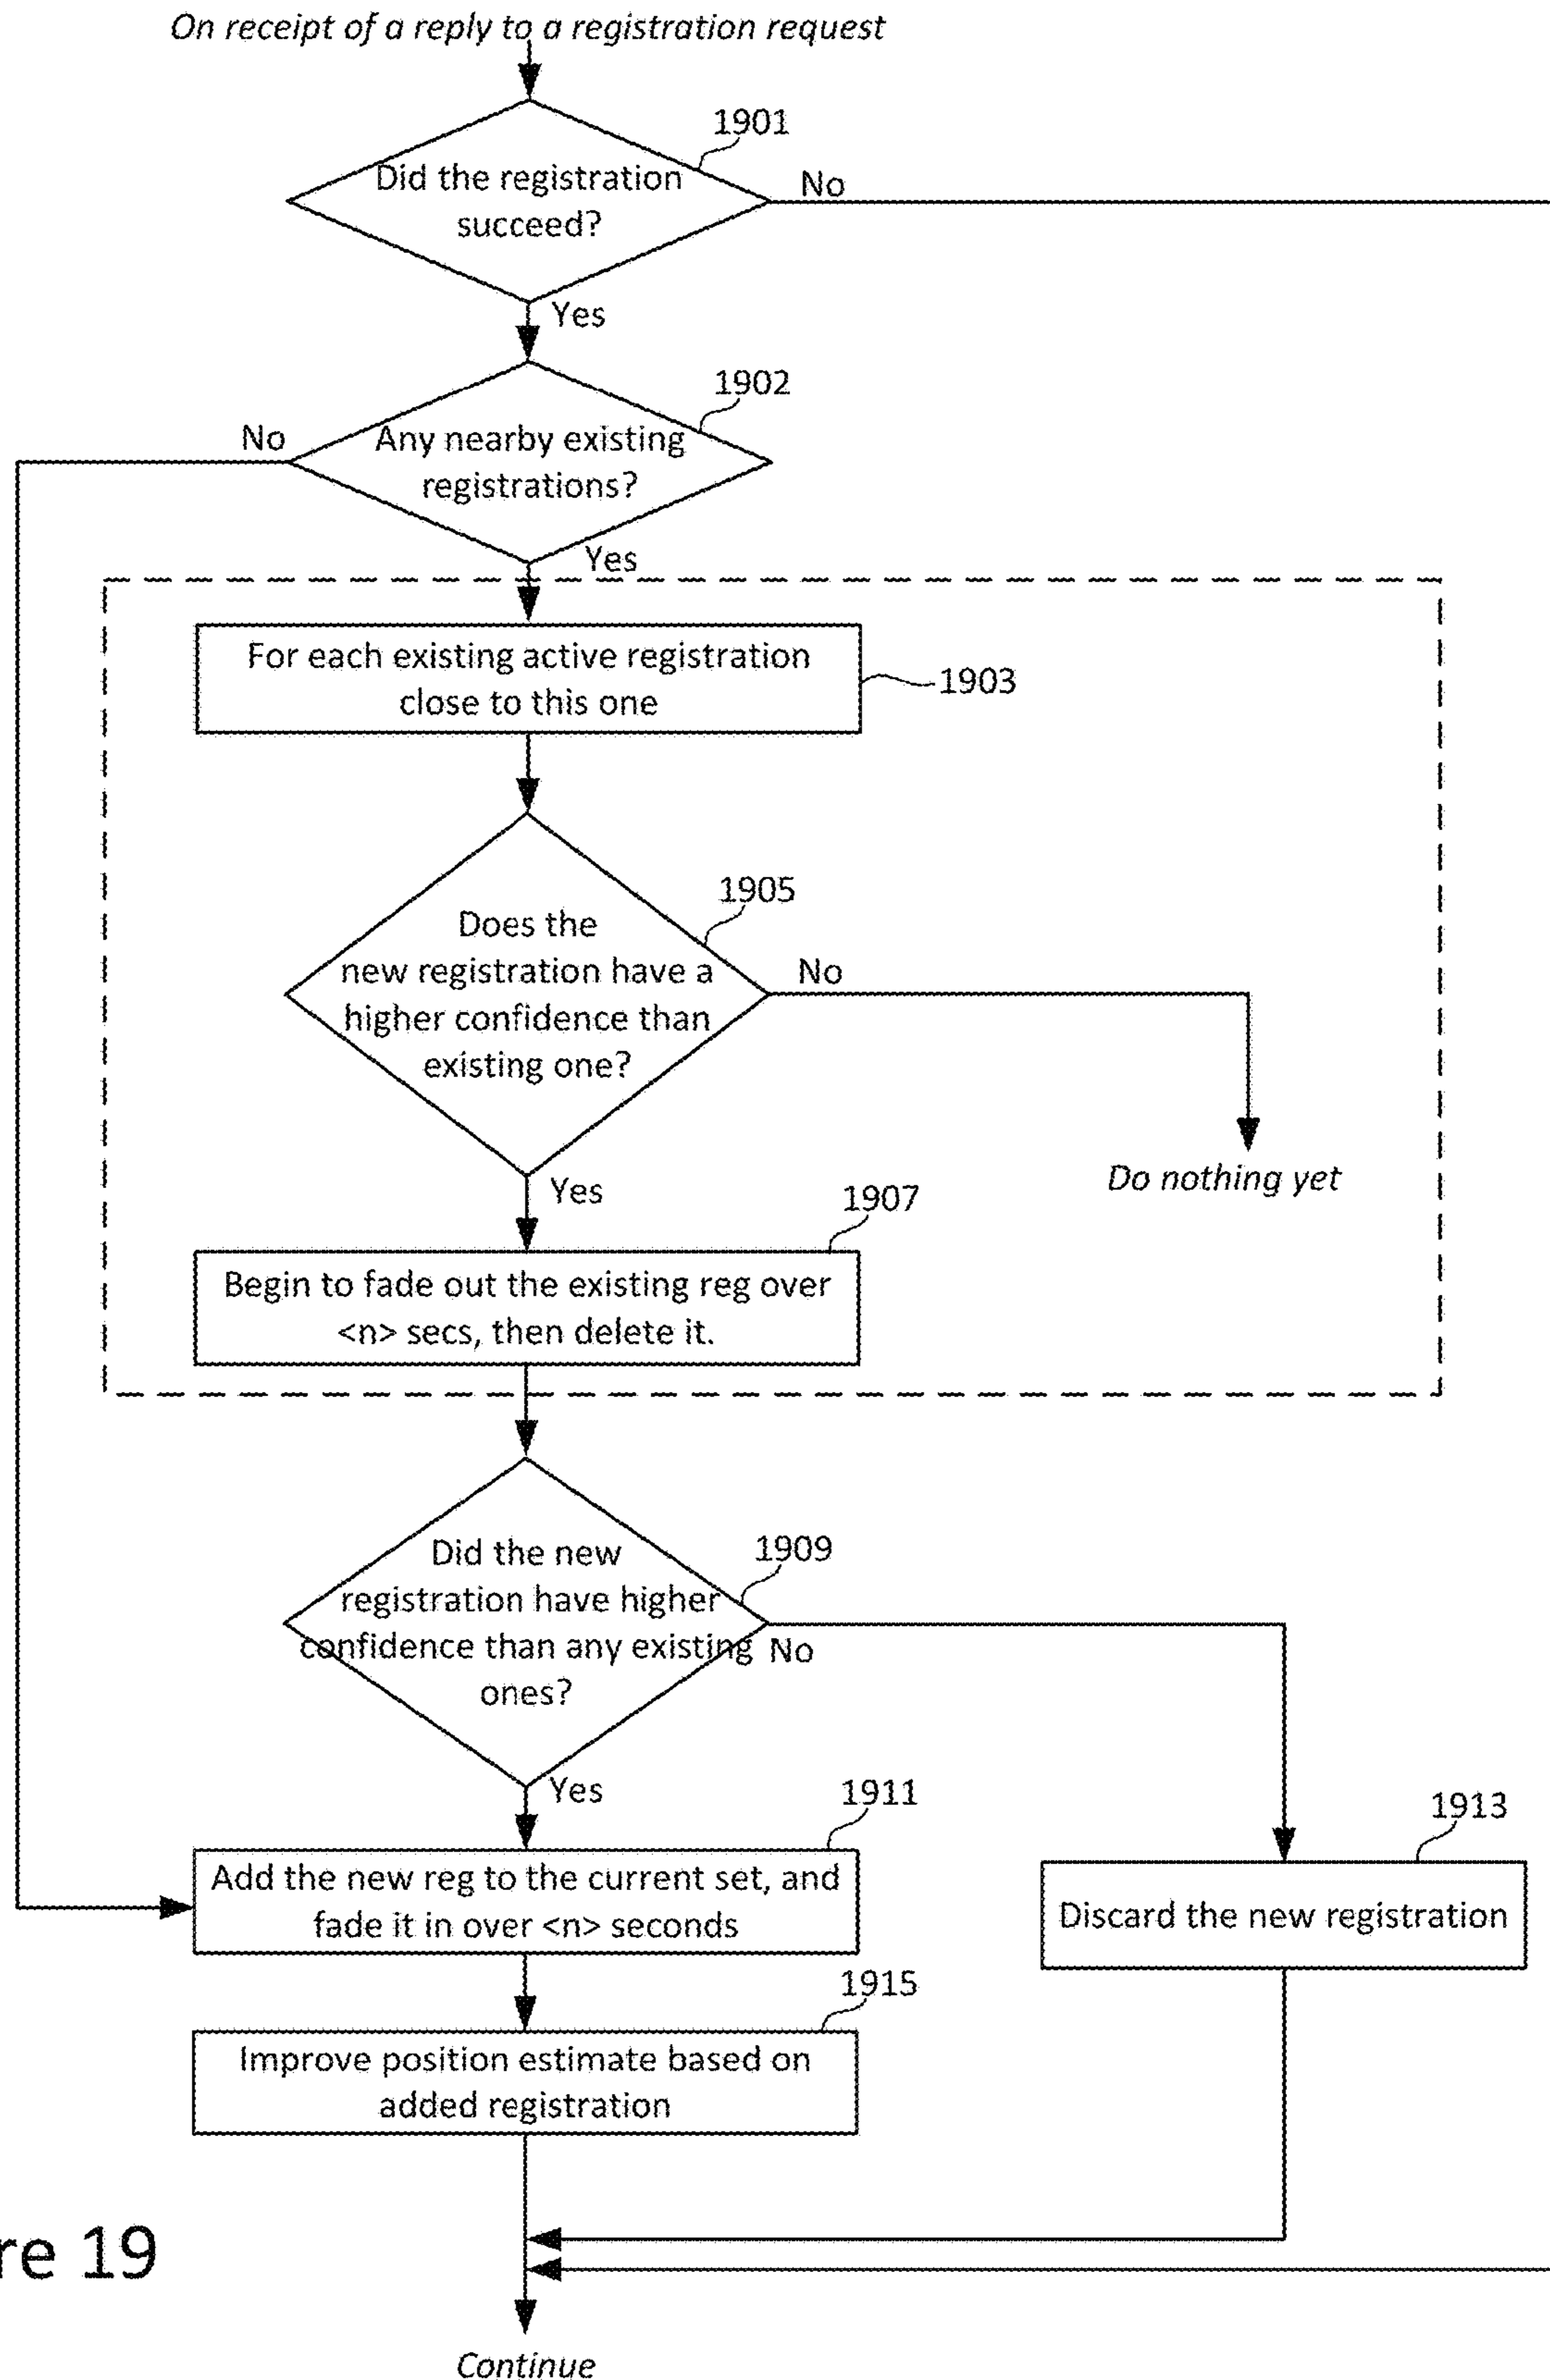 On receipt of a reply to a registration request
1901
Did the registration
succeed?
No
Yes
1902
No
Any nearby existing
registrations?
Yes
For each existing active registration
close to this one
1903
1905
Does the
new registration have a
higher confidence than
existing one?
No
Do nothing yet
Yes
1907
Begin to fade out the existing reg over
<n> secs, then delete it.
1909
Did the new
registration have higher
confidence than any existing
ones?
No
Yes
1911
Add the new reg to the current set, and
fade it in over <n> seconds
1913
Discard the new registration
1915
Improve position estimate based on
added registration
re 19
Continue